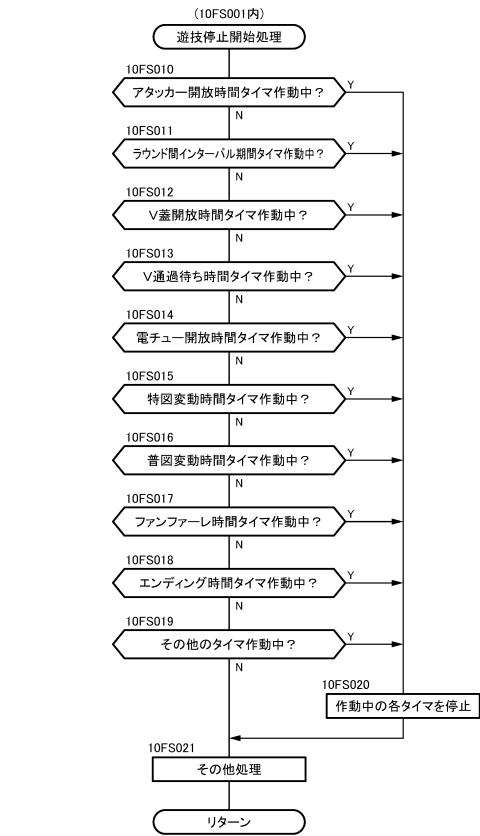 （10FS001内）
遊技停止開始処理
10FS010
アタッカー開放時間タイマ作動中？
Y
N
10FS011
ラウンド間インターバル期間タイマ作動中？
Y
N
10FS012
V蓋開放時間タイマ作動中？
Y
N
10FS013
V通過待ち時間タイマ作動中？
Y
N
10FS014
電チュー開放時間タイマ作動中？
Y
N
10FS015
特図変動時間タイマ作動中？
Y
N
10FS016
普図変動時間タイマ作動中？
Y
N
10FS017
ファンファーレ時間タイマ作動中？
Y
N
10FS018
エンディング時間タイマ作動中？
Y
N
10FS019
その他のタイマ作動中？
Y
N
10FS020
作動中の各タイマを停止
10FS021
その他処理
リターン